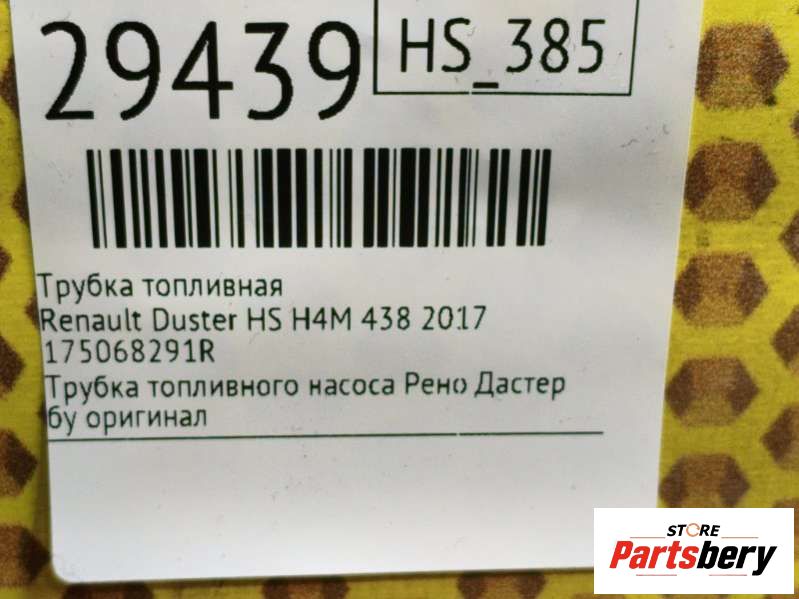 29439
HS_385
Трубка топливная
Renault Duster HS H4M 438 2017
175068291R
Трубка топливного насоса Рено Дастер
бу оригинал
STORE
Partsbery